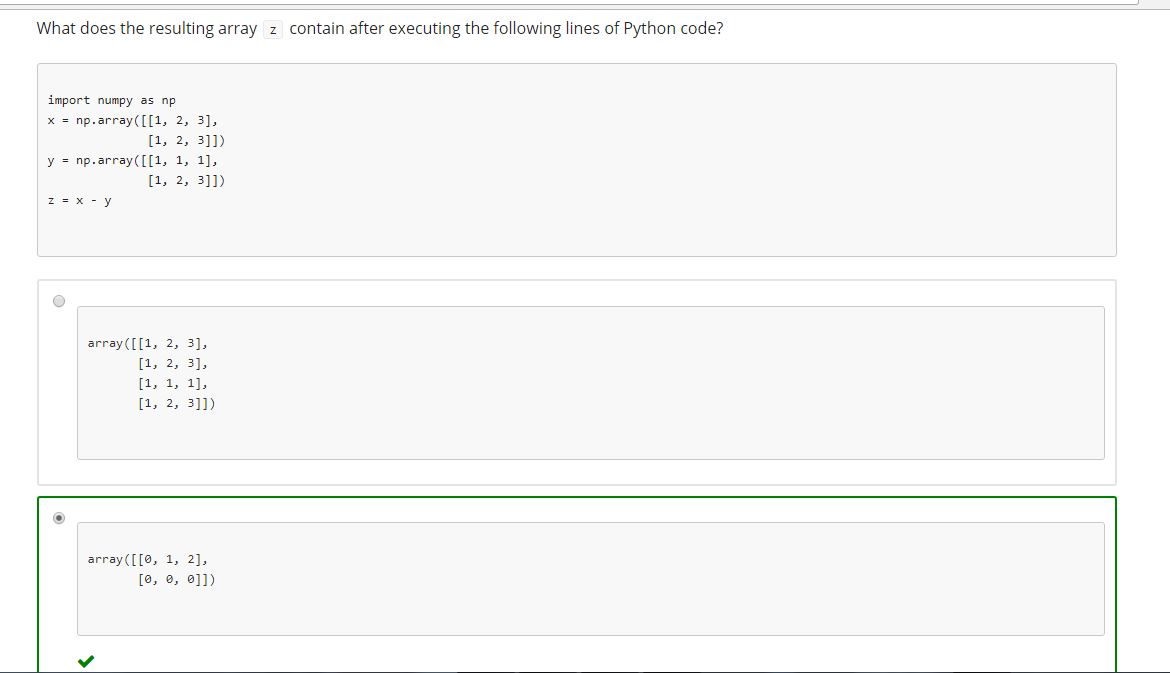 What does the resulting array z contain after executing the following lines of Python code?
import numpy as np
x = np.array([[1, 2, 3],
              [1, 2, 3]])
y = np.array([[1, 1, 1],
              [1, 2, 3]])
z = x - y
array([[1, 2, 3],
       [1, 2, 3],
       [1, 1, 1],
       [1, 2, 3]])
array([[0, 1, 2],
       [0, 0, 0]])